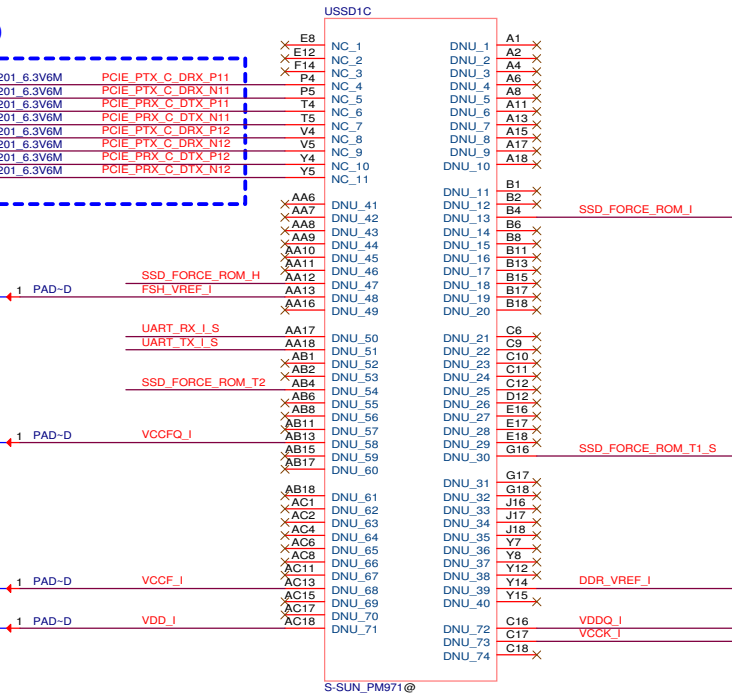 USSD1C
E8 NC_1 DNU_1 A1
E12 NC_2 DNU_2 A2
F14 NC_3 DNU_3 A4
201_6.3V6M PCIE_PTX_C_DRX_P11 P4 NC_4 DNU_4 A6
201_6.3V6M PCIE_PTX_C_DRX_N11 P5 NC_5 DNU_5 A8
201_6.3V6M PCIE_PRX_C_DTX_P11 T4 NC_6 DNU_6 A11
201_6.3V6M PCIE_PRX_C_DTX_N11 T5 NC_7 DNU_7 A13
201_6.3V6M PCIE_PTX_C_DRX_P12 V4 NC_8 DNU_8 A15
201_6.3V6M PCIE_PTX_C_DRX_N12 V5 NC_9 DNU_9 A17
201_6.3V6M PCIE_PRX_C_DTX_P12 Y4 NC_10 DNU_10 A18
201_6.3V6M PCIE_PRX_C_DTX_N12 Y5 NC_11
DNU_11 B1
AA6 DNU_41 DNU_12 B2
AA7 DNU_42 DNU_13 B4 SSD_FORCE_ROM_I
AA8 DNU_43 DNU_14 B6
AA9 DNU_44 DNU_15 B8
AA10 DNU_45 DNU_16 B11
AA11 DNU_46 DNU_17 B13
SSD_FORCE_ROM_H AA12 DNU_47 DNU_18 B15
1 PAD~D FSH_VREF_I AA13 DNU_48 DNU_19 B17
AA16 DNU_49 DNU_20 B18
UART_RX_I_S AA17 DNU_50 DNU_21 C6
UART_TX_I_S AA18 DNU_51 DNU_22 C9
AB1 DNU_52 DNU_23 C10
AB2 DNU_53 DNU_24 C11
SSD_FORCE_ROM_T2 AB4 DNU_54 DNU_25 C12
AB6 DNU_55 DNU_26 D12
AB8 DNU_56 DNU_27 E16
AB11 DNU_57 DNU_28 E17
1 PAD~D VCCFQ_I AB13 DNU_58 DNU_29 E18
AB15 DNU_59 DNU_30 G16 SSD_FORCE_ROM_T1_S
AB17 DNU_60
DNU_31 G17
AB18 DNU_61 DNU_32 G18
AC1 DNU_62 DNU_33 J16
AC2 DNU_63 DNU_34 J17
AC4 DNU_64 DNU_35 J18
AC6 DNU_65 DNU_36 Y7
AC8 DNU_66 DNU_37 Y8
AC11 DNU_67 DNU_38 Y12
1 PAD~D VCCF_I AC13 DNU_68 DNU_39 Y14 DDR_VREF_I
AC15 DNU_69 DNU_40 Y15
AC17 DNU_70
1 PAD~D VDD_I AC18 DNU_71 DNU_72 C16 VDDQ_I
DNU_73 C17 VCCK_I
DNU_74 C18
S-SUN_PM971@